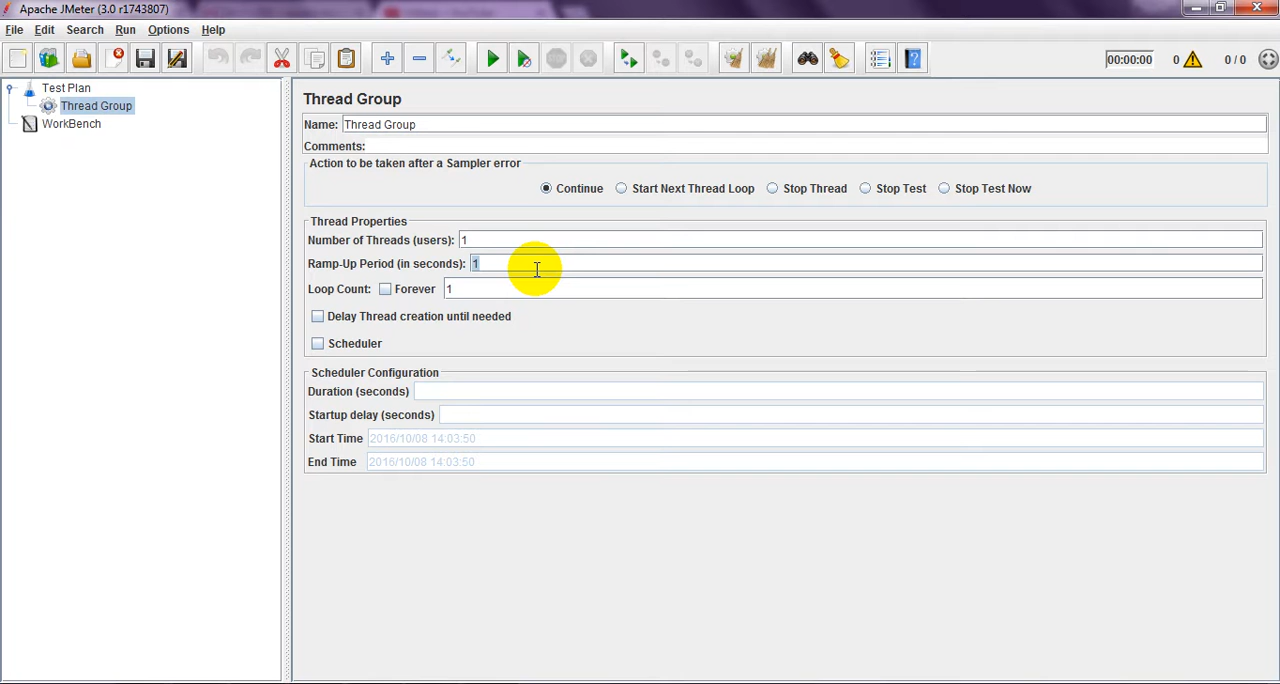 Apache JMeter (3.0 r1743807)
File Edit Search Run Options Help
00:00:00 0 0 / 0
Test Plan
Thread Group
WorkBench
Thread Group
Name: Thread Group
Comments:
Action to be taken after a Sampler error
Continue Start Next Thread Loop Stop Thread Stop Test Stop Test Now
Thread Properties
Number of Threads (users): 1
Ramp-Up Period (in seconds): 1
Loop Count: Forever 1
Delay Thread creation until needed
Scheduler
Scheduler Configuration
Duration (seconds)
Startup delay (seconds)
Start Time 2016/10/08 14:03:50
End Time 2016/10/08 14:03:50